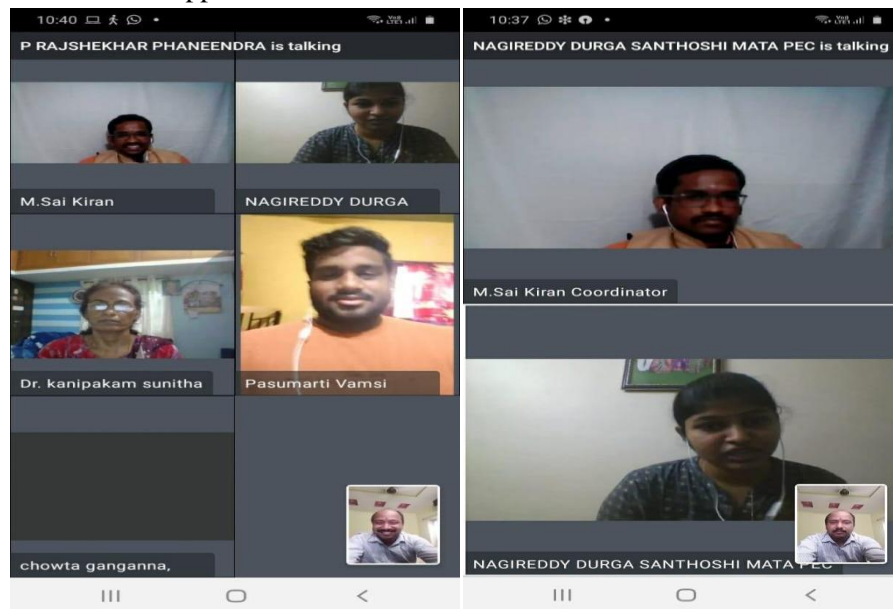 10:40
P RAJSHEKHAR PHANEENDRA is talking
M.Sai Kiran
NAGIREDDY DURGA
Dr. kanipakam sunitha
Pasumarti Vamsi
chowta ganganna,
10:37
NAGIREDDY DURGA SANTHOSHI MATA PEC is talking
M.Sai Kiran Coordinator
NAGIREDDY DURGA SANTHOSHI MATA PEC